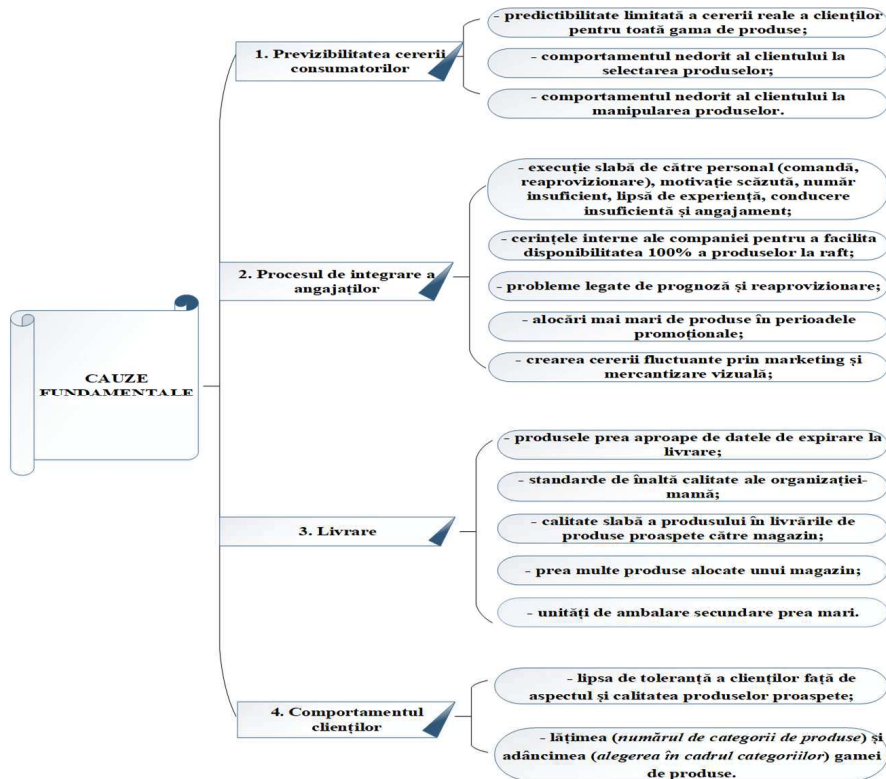 CAUZE
FUNDAMENTALE
1. Previzibilitatea cererii
consumatorilor
- predictibilitate limitată a cererii reale a clienților
pentru toată gama de produse;
- comportamentul nedorit al clientului la
selectarea produselor;
- comportamentul nedorit al clientului la
manipularea produselor.
2. Procesul de integrare a
angajaților
- execuție slabă de către personal (comandă,
reaprovizionare), motivație scăzută, număr
insuficient, lipsă de experiență, conducere
insuficientă și angajament;
- cerințele interne ale companiei pentru a facilita
disponibilitatea 100% a produselor la raft;
- probleme legate de prognoză și reaprovizionare;
- alocări mai mari de produse în perioadele
promoționale;
- crearea cererii fluctuante prin marketing și
mercantizare vizuală;
3. Livrare
- produsele prea aproape de datele de expirare la
livrare;
- standarde de înaltă calitate ale organizației-
mamă;
- calitate slabă a produsului în livrările de
produse proaspete către magazin;
- prea multe produse alocate unui magazin;
- unități de ambalare secundare prea mari.
4. Comportamentul
clienților
- lipsa de toleranță a clienților față de
aspectul și calitatea produselor proaspete;
- lățimea (numărul de categorii de produse) și
adâncimea (alegerea în cadrul categoriilor) gamei
de produse.